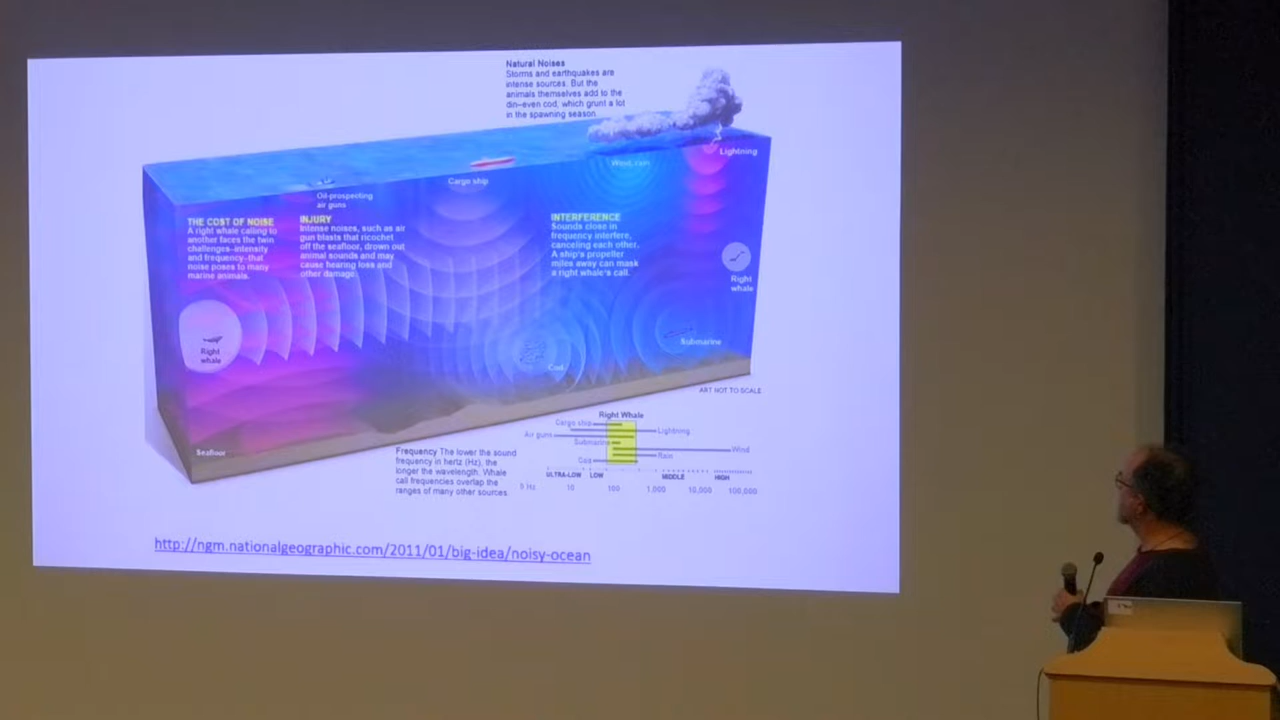 Natural Noises
Storms and earthquakes are
intense sources. But the
animals themselves add to the
din–even cod, which grunt a lot
in the spawning season.
Lightning
Wind, rain
Cargo ship
Oil-prospecting
air guns
THE COST OF NOISE
A right whale calling to
another faces the twin
challenges–intensity
and frequency–that
noise poses to many
marine animals.
INJURY
Intense noises, such as air
gun blasts that ricochet
off the seafloor, drown out
animal sounds and may
cause hearing loss and
other damage.
INTERFERENCE
Sounds close in
frequency interfere,
canceling each other.
A ship's propeller
miles away can mask
a right whale's call.
Right
whale
Right
whale
Submarine
Cod
Seafloor
ART NOT TO SCALE
Frequency The lower the sound
frequency in hertz (Hz), the
longer the wavelength. Whale
call frequencies overlap the
ranges of many other sources
Right Whale
Cargo ship
Lightning
Air guns
Submarine
Wind
Rain
Cod
ULTRA-LOW LOW MIDDLE HIGH
5 Hz 10 100 1,000 10,000 100,000
http://ngm.nationalgeographic.com/2011/01/big-idea/noisy-ocean